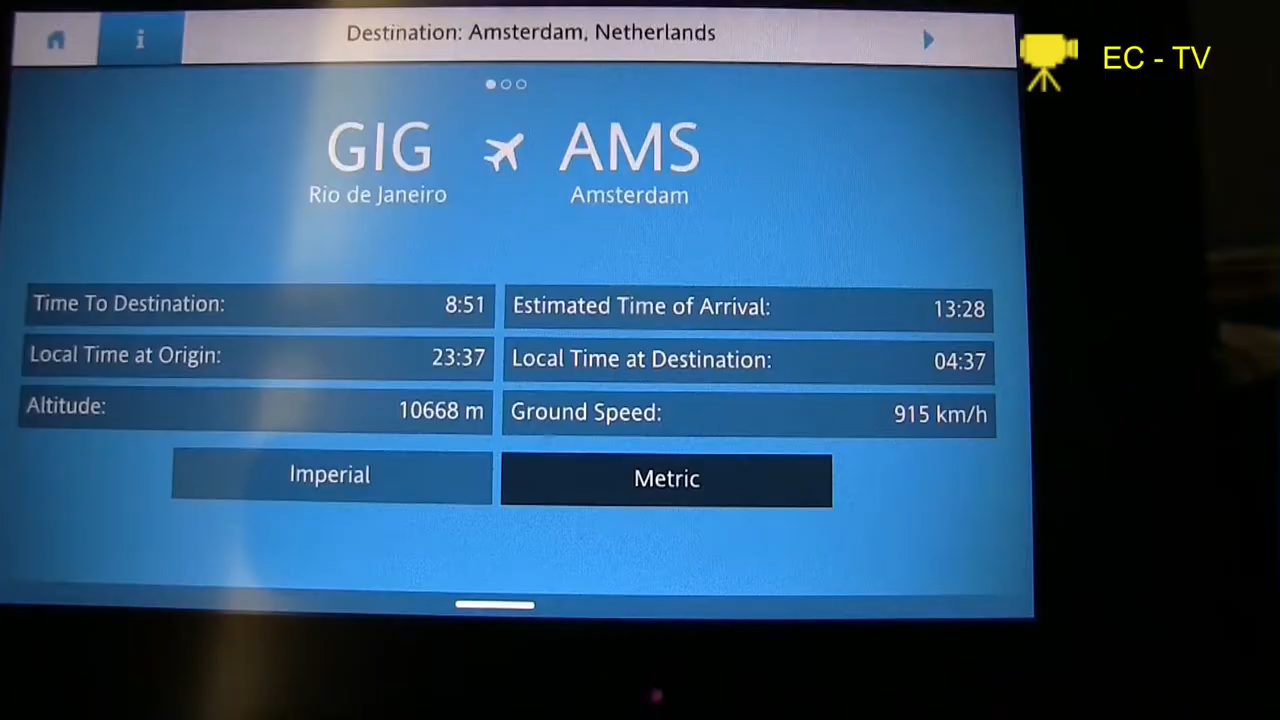 Destination: Amsterdam, Netherlands
EC - TV
GIG AMS
Rio de Janeiro Amsterdam
Time To Destination: 8:51 Estimated Time of Arrival: 13:28
Local Time at Origin: 23:37 Local Time at Destination: 04:37
Altitude: 10668 m Ground Speed: 915 km/h
Imperial Metric